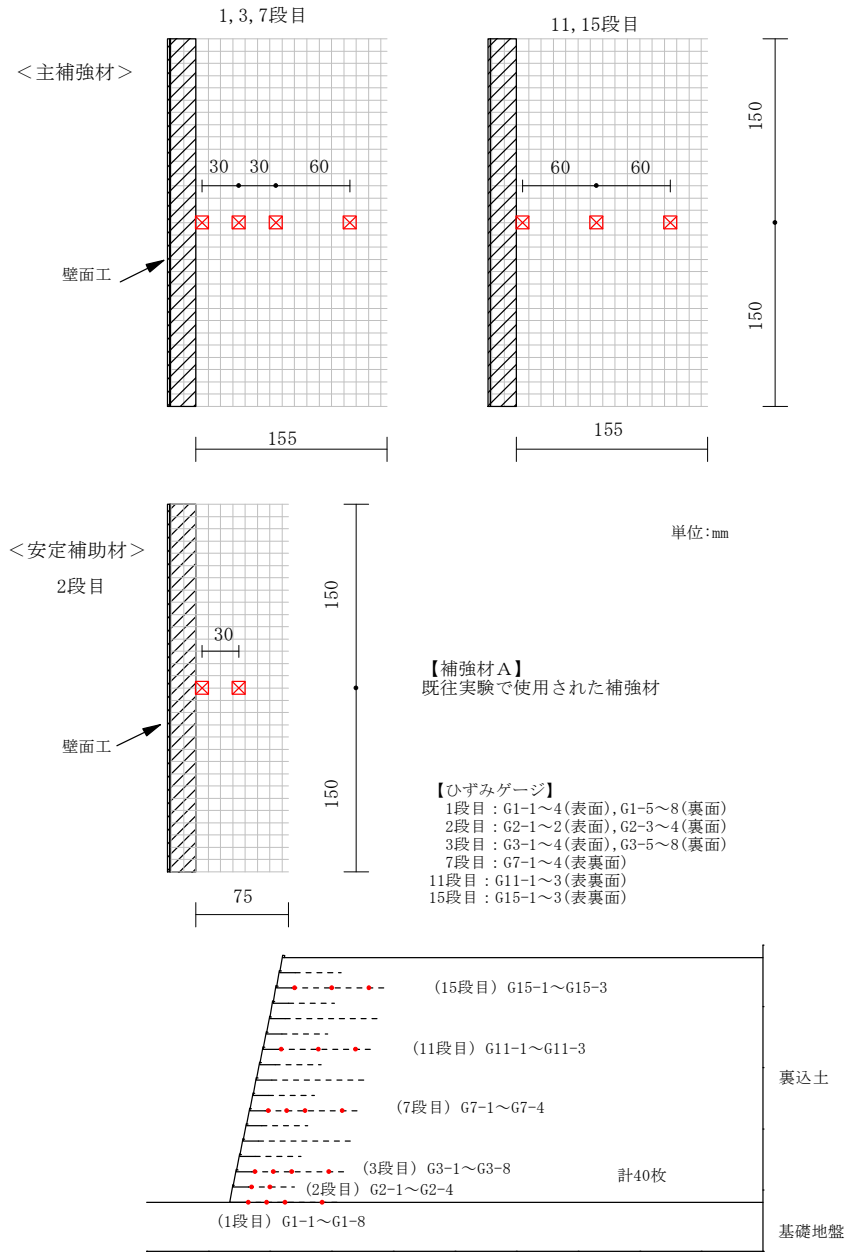 1,3,7段目
11,15段目
＜主補強材＞
30
30
60
60
60
150
150
壁面工
155
155
＜安定補助材＞
2段目
30
150
150
単位:mm
壁面工
75
【補強材Ａ】
既往実験で使用された補強材
【ひずみゲージ】
1段目：G1-1～4(表面),G1-5～8(裏面)
2段目：G2-1～2(表面),G2-3～4(裏面)
3段目：G3-1～4(表面),G3-5～8(裏面)
7段目：G7-1～4(表裏面)
11段目：G11-1～3(表裏面)
15段目：G15-1～3(表裏面)
(15段目) G15-1～G15-3
(11段目) G11-1～G11-3
裏込土
(7段目) G7-1～G7-4
(3段目) G3-1～G3-8
計40枚
(2段目) G2-1～G2-4
(1段目) G1-1～G1-8
基礎地盤